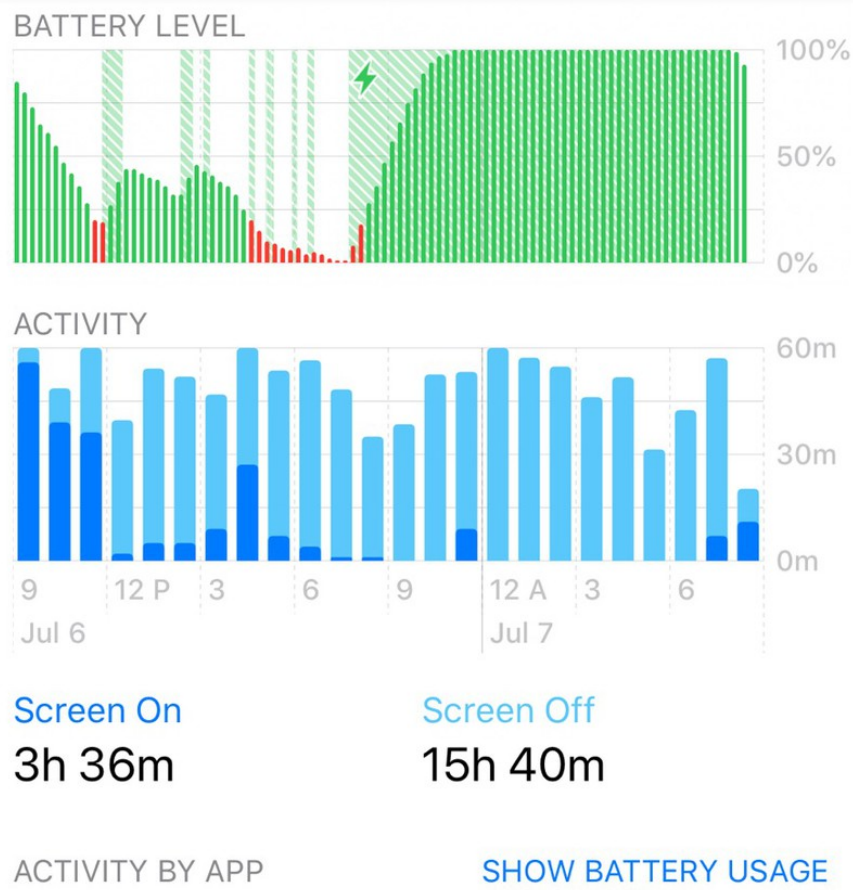 BATTERY LEVEL
100%
50%
0%
ACTIVITY
60m
30m
0m
9 12 P 3 6 9 12 A 3 6
Jul 6 Jul 7
Screen On Screen Off
3h 36m 15h 40m
ACTIVITY BY APP SHOW BATTERY USAGE